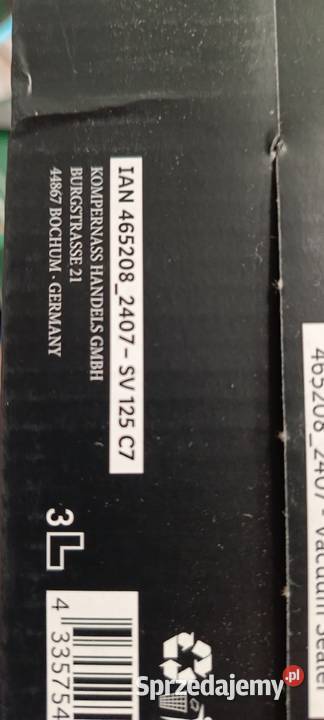 IAN 465208_2407 – SV 125 C7
KOMPERNASS HANDELS GMBH
BURGSTRASSE 21
44867 BOCHUM · GERMANY
3L
4 335754
465208_2407 - Vacuum Sealer
Sprzedajemy.pl